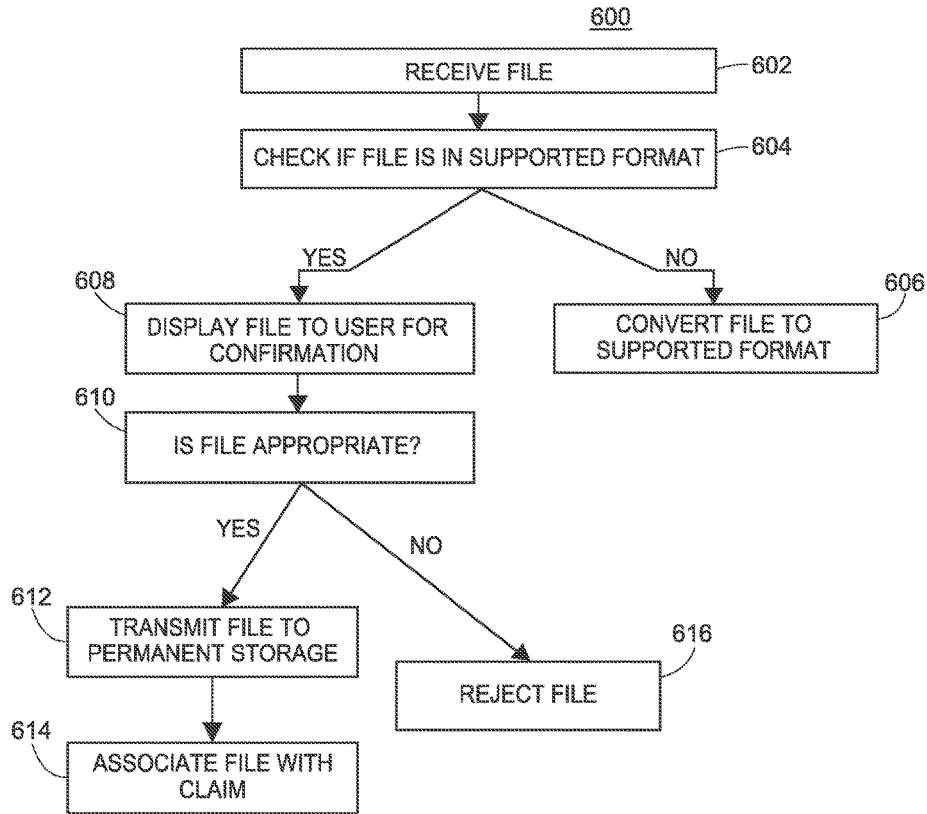 600
RECEIVE FILE
602
CHECK IF FILE IS IN SUPPORTED FORMAT
604
YES
NO
608
606
DISPLAY FILE TO USER FOR
CONFIRMATION
CONVERT FILE TO
SUPPORTED FORMAT
610
IS FILE APPROPRIATE?
YES
NO
612
TRANSMIT FILE TO
PERMANENT STORAGE
616
REJECT FILE
614
ASSOCIATE FILE WITH
CLAIM